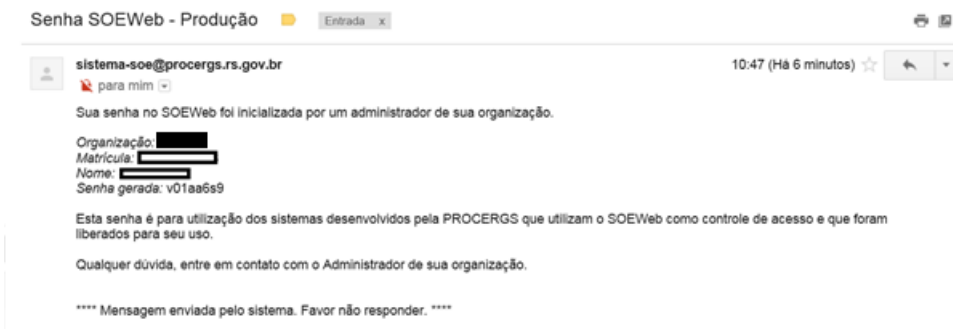 Senha SOEWeb - Produção Entrada x
sistema-soe@procergs.rs.gov.br 10:47 (Há 6 minutos)
para mim
Sua senha no SOEWeb foi inicializada por um administrador de sua organização.
Organização:
Matrícula:
Nome:
Senha gerada: v01aa6s9
Esta senha é para utilização dos sistemas desenvolvidos pela PROCERGS que utilizam o SOEWeb como controle de acesso e que foram
liberados para seu uso.
Qualquer dúvida, entre em contato com o Administrador de sua organização.
**** Mensagem enviada pelo sistema. Favor não responder. ****